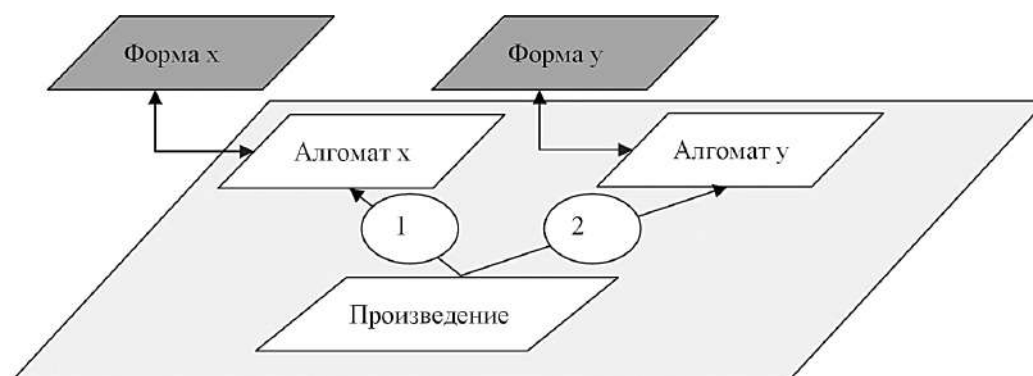 Форма x
Форма y
Алгомат x
Алгомат y
1
2
Произведение